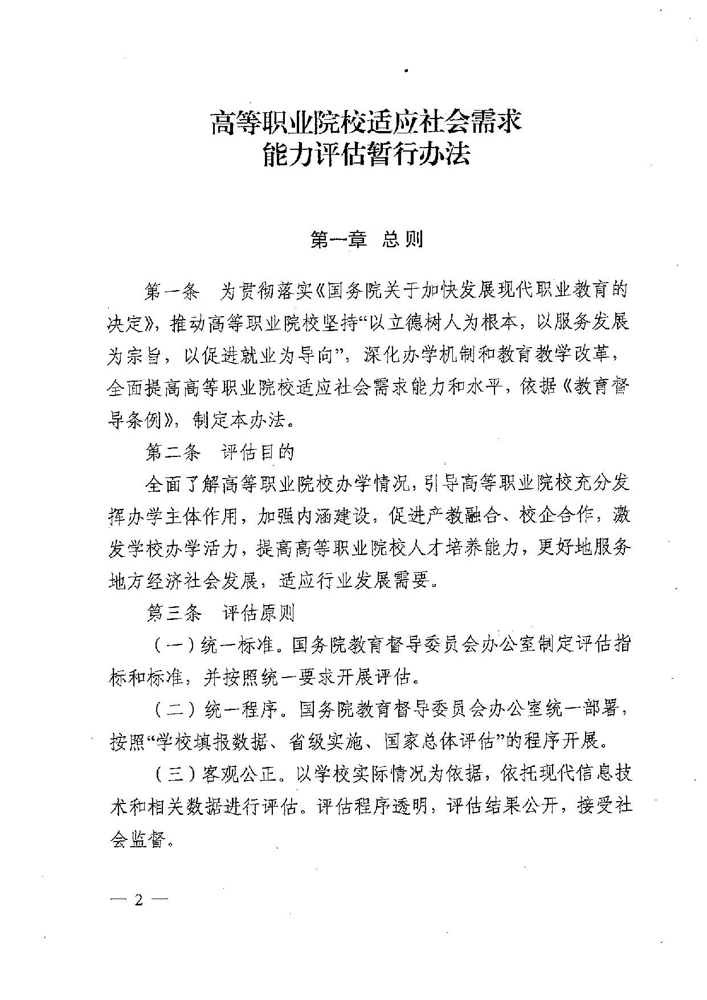 高等职业院校适应社会需求
能力评估暂行办法
第一章 总则
第一条 为贯彻落实《国务院关于加快发展现代职业教育的
决定》，推动高等职业院校坚持“以立德树人为根本，以服务发展
为宗旨，以促进就业为导向”，深化办学机制和教育教学改革，
全面提高高等职业院校适应社会需求能力和水平，依据《教育督
导条例》，制定本办法。
第二条 评估目的
全面了解高等职业院校办学情况，引导高等职业院校充分发
挥办学主体作用，加强内涵建设，促进产教融合、校企合作，激
发学校办学活力，提高高等职业院校人才培养能力，更好地服务
地方经济社会发展，适应行业发展需要。
第三条 评估原则
（一）统一标准。国务院教育督导委员会办公室制定评估指
标和标准，并按照统一要求开展评估。
（二）统一程序。国务院教育督导委员会办公室统一部署，
按照“学校填报数据、省级实施、国家总体评估”的程序开展。
（三）客观公正。以学校实际情况为依据，依托现代信息技
术和相关数据进行评估。评估程序透明，评估结果公开，接受社
会监督。
— 2 —